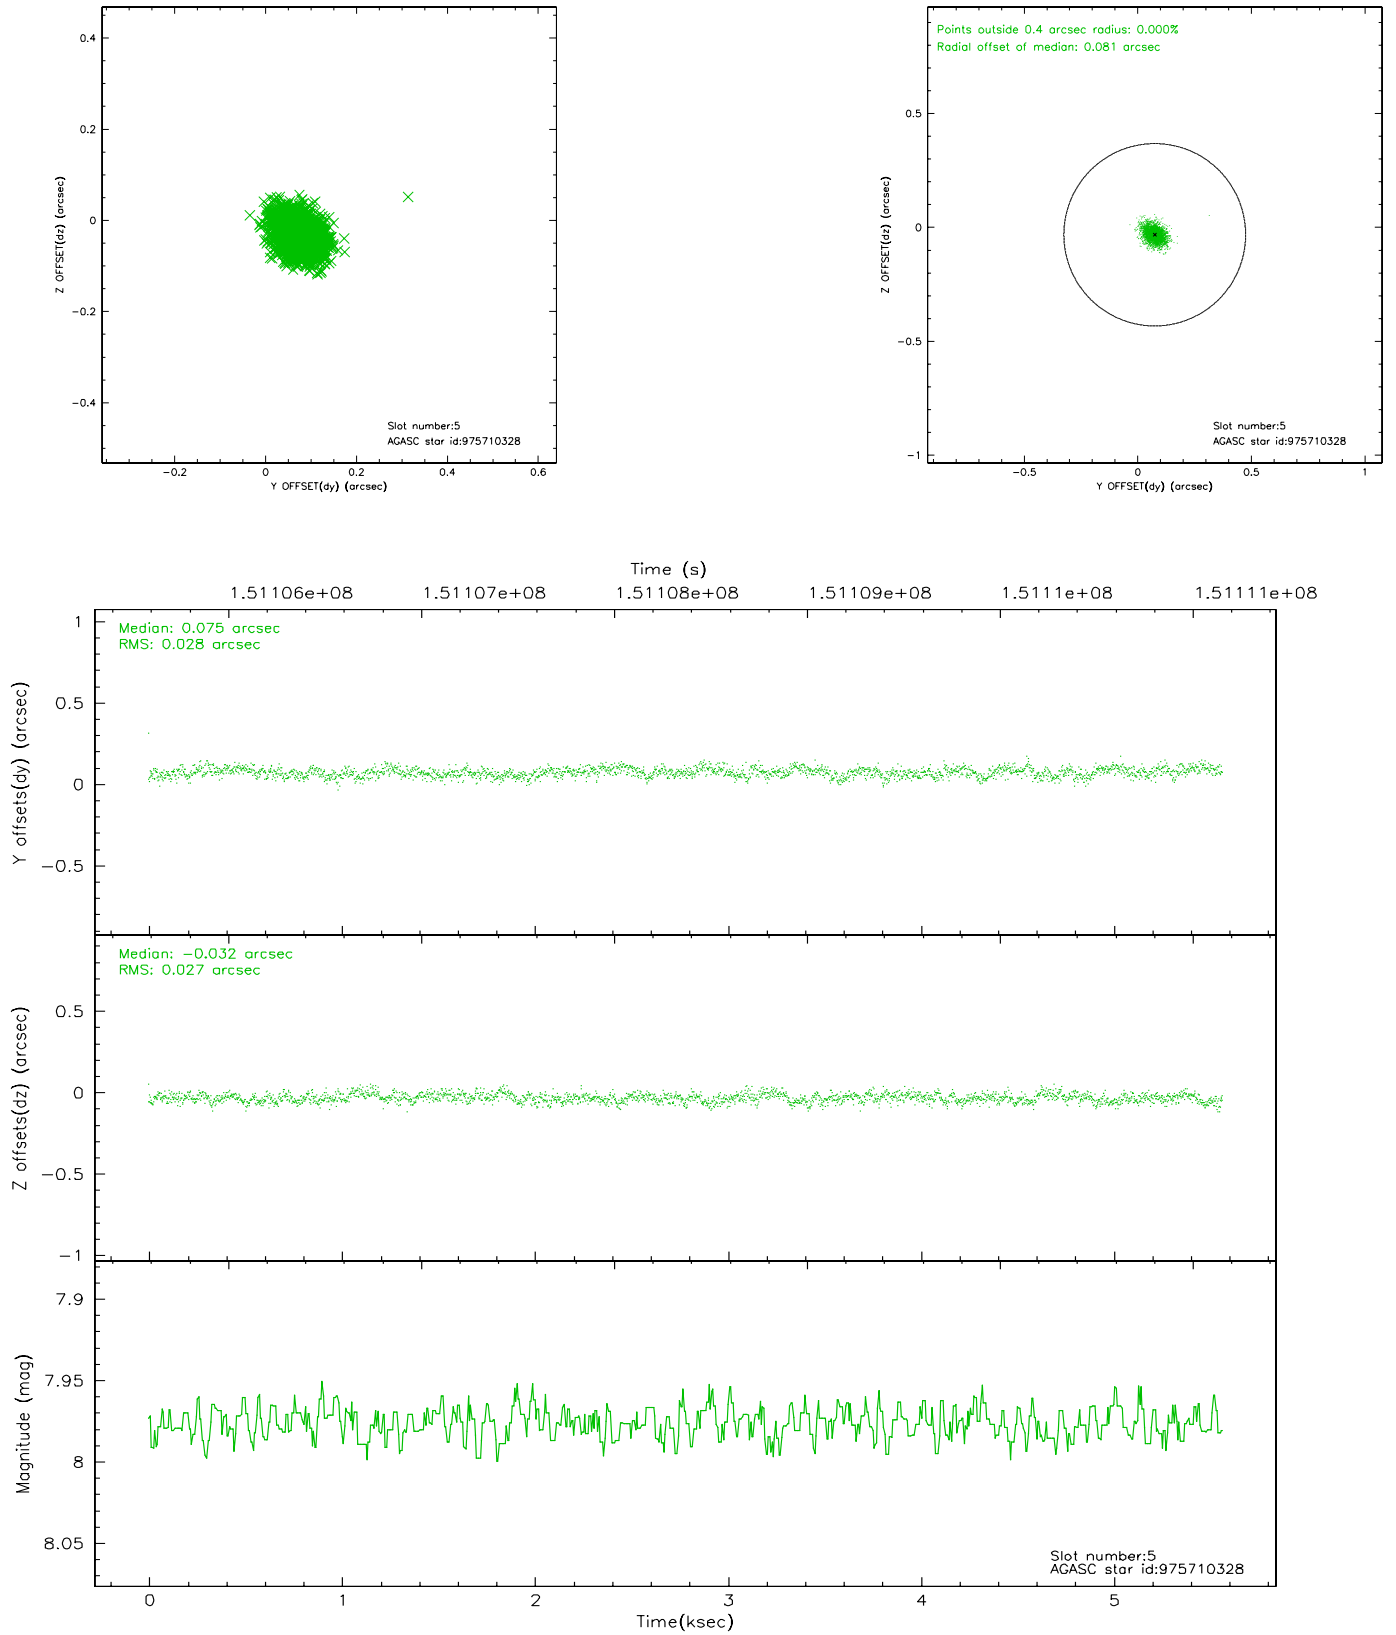 0.4
0.2
0
−0.2
−0.4
Z OFFSET(dz) (arcsec)
Slot number:5
AGASC star id:975710328
−0.2 0 0.2 0.4 0.6
Y OFFSET(dy) (arcsec)
Points outside 0.4 arcsec radius: 0.000%
Radial offset of median: 0.081 arcsec
0.5
0
−0.5
−1
Z OFFSET(dz) (arcsec)
Slot number:5
AGASC star id:975710328
−0.5 0 0.5 1
Y OFFSET(dy) (arcsec)
Time (s)
1.51106e+08 1.51107e+08 1.51108e+08 1.51109e+08 1.5111e+08 1.51111e+08
Median: 0.075 arcsec
RMS: 0.028 arcsec
1
0.5
0
−0.5
Y offsets(dy) (arcsec)
Median: −0.032 arcsec
RMS: 0.027 arcsec
0.5
0
−0.5
−1
Z offsets(dz) (arcsec)
7.9
7.95
8
8.05
Magnitude (mag)
Slot number:5
AGASC star id:975710328
0 1 2 3 4 5
Time(ksec)